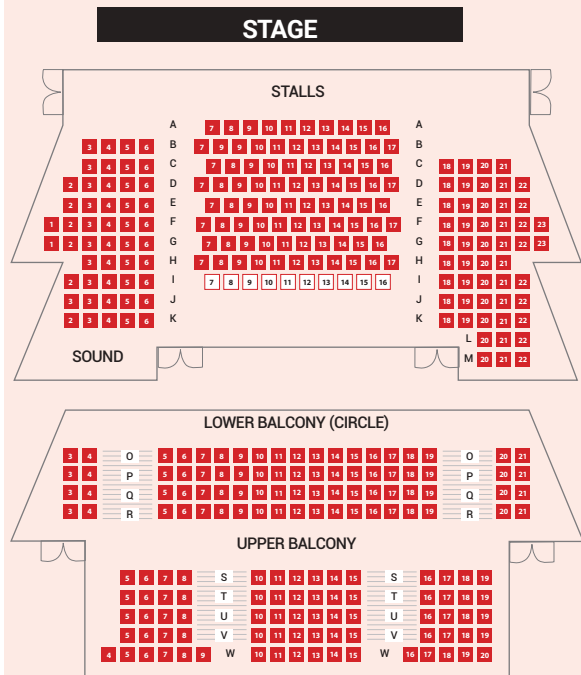 STAGE
STALLS
A 7 8 9 10 11 12 13 14 15 16 A
3 4 5 6 B 7 9 9 10 11 12 13 14 15 16 17 B
3 4 5 6 C 7 8 9 10 11 12 13 14 15 16 C 18 19 20 21
2 3 4 5 6 D 7 8 9 10 11 12 13 14 15 16 17 D 18 19 20 21 22
2 3 4 5 6 E 7 8 9 10 11 12 13 14 15 16 E 18 19 20 21 22
1 2 3 4 5 6 F 7 8 9 10 11 12 13 14 15 16 17 F 18 19 20 21 22 23
1 2 3 4 5 6 G 7 8 9 10 11 12 13 14 15 16 G 18 19 20 21 22 23
3 4 5 6 H 7 8 9 10 11 12 13 14 15 16 17 H 18 19 20 21
2 3 4 5 6 I 7 8 9 10 11 12 13 14 15 16 I 18 19 20 21 22
2 3 4 5 6 J J 18 19 20 21 22
2 3 4 5 6 K K 18 19 20 21 22
L 20 21 22
SOUND M 20 21 22
LOWER BALCONY (CIRCLE)
3 4 O 5 6 7 8 9 10 11 12 13 14 15 16 17 18 19 O 20 21
3 4 P 5 6 7 8 9 10 11 12 13 14 15 16 17 18 19 P 20 21
3 4 Q 5 6 7 8 9 10 11 12 13 14 15 16 17 18 19 Q 20 21
3 4 R 5 6 7 8 9 10 11 12 13 14 15 16 17 18 19 R 20 21
UPPER BALCONY
5 6 7 8 S 10 11 12 13 14 15 S 16 17 18 19
5 6 7 8 T 10 11 12 13 14 15 T 16 17 18 19
5 6 7 8 U 10 11 12 13 14 15 U 16 17 18 19
5 6 7 8 V 10 11 12 13 14 15 V 16 17 18 19
4 5 6 7 8 9 W 10 11 12 13 14 15 W 16 17 18 19 20